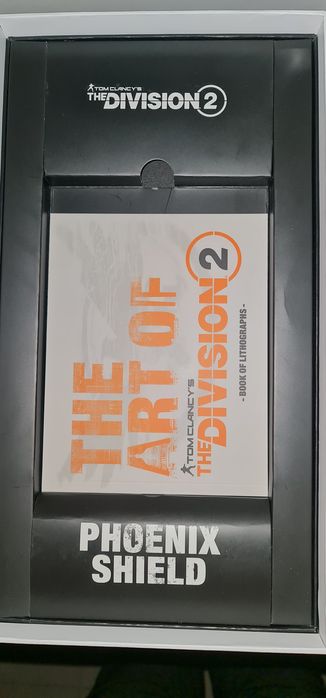 TOM CLANCY'S
THE DIVISION 2
THE
ART OF
TOM CLANCY'S
THE DIVISION 2
- BOOK OF LITHOGRAPHS -
PHOENIX
SHIELD